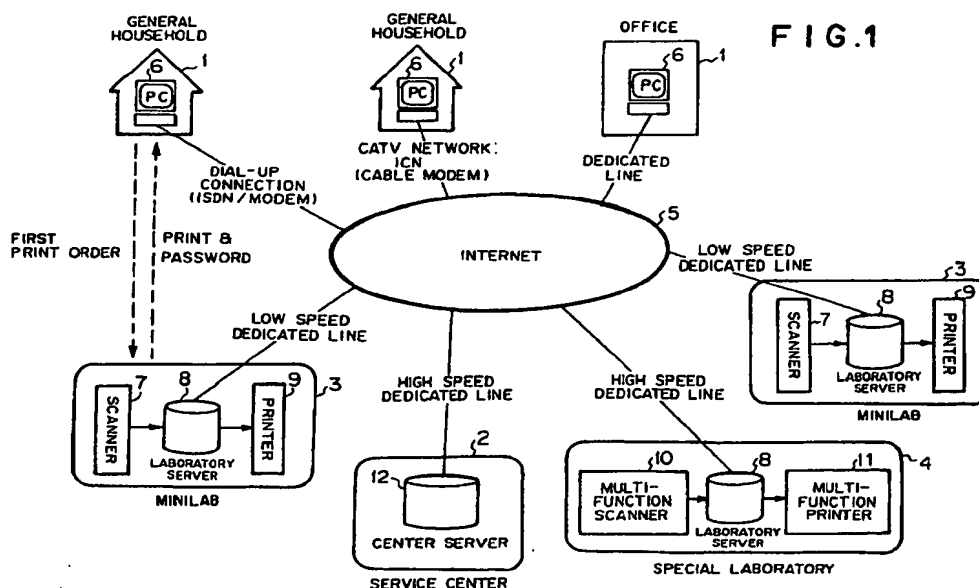 FIG.1
GENERAL
HOUSEHOLD
6
1
PC
GENERAL
HOUSEHOLD
6
1
PC
OFFICE
6
1
PC
DIAL-UP
CONNECTION
(ISDN/MODEM)
CATV NETWORK:
ICN
(CABLE MODEM)
DEDICATED
LINE
FIRST
PRINT ORDER
PRINT &
PASSWORD
5
INTERNET
LOW SPEED
DEDICATED LINE
LOW SPEED
DEDICATED LINE
HIGH SPEED
DEDICATED LINE
HIGH SPEED
DEDICATED LINE
7
8
9
3
SCANNER
LABORATORY
SERVER
PRINTER
MINILAB
3
7
8
9
SCANNER
LABORATORY
SERVER
PRINTER
MINILAB
2
12
CENTER SERVER
SERVICE CENTER
10
8
11
4
MULTI-
FUNCTION
SCANNER
LABORATORY
SERVER
MULTI-
FUNCTION
PRINTER
SPECIAL LABORATORY